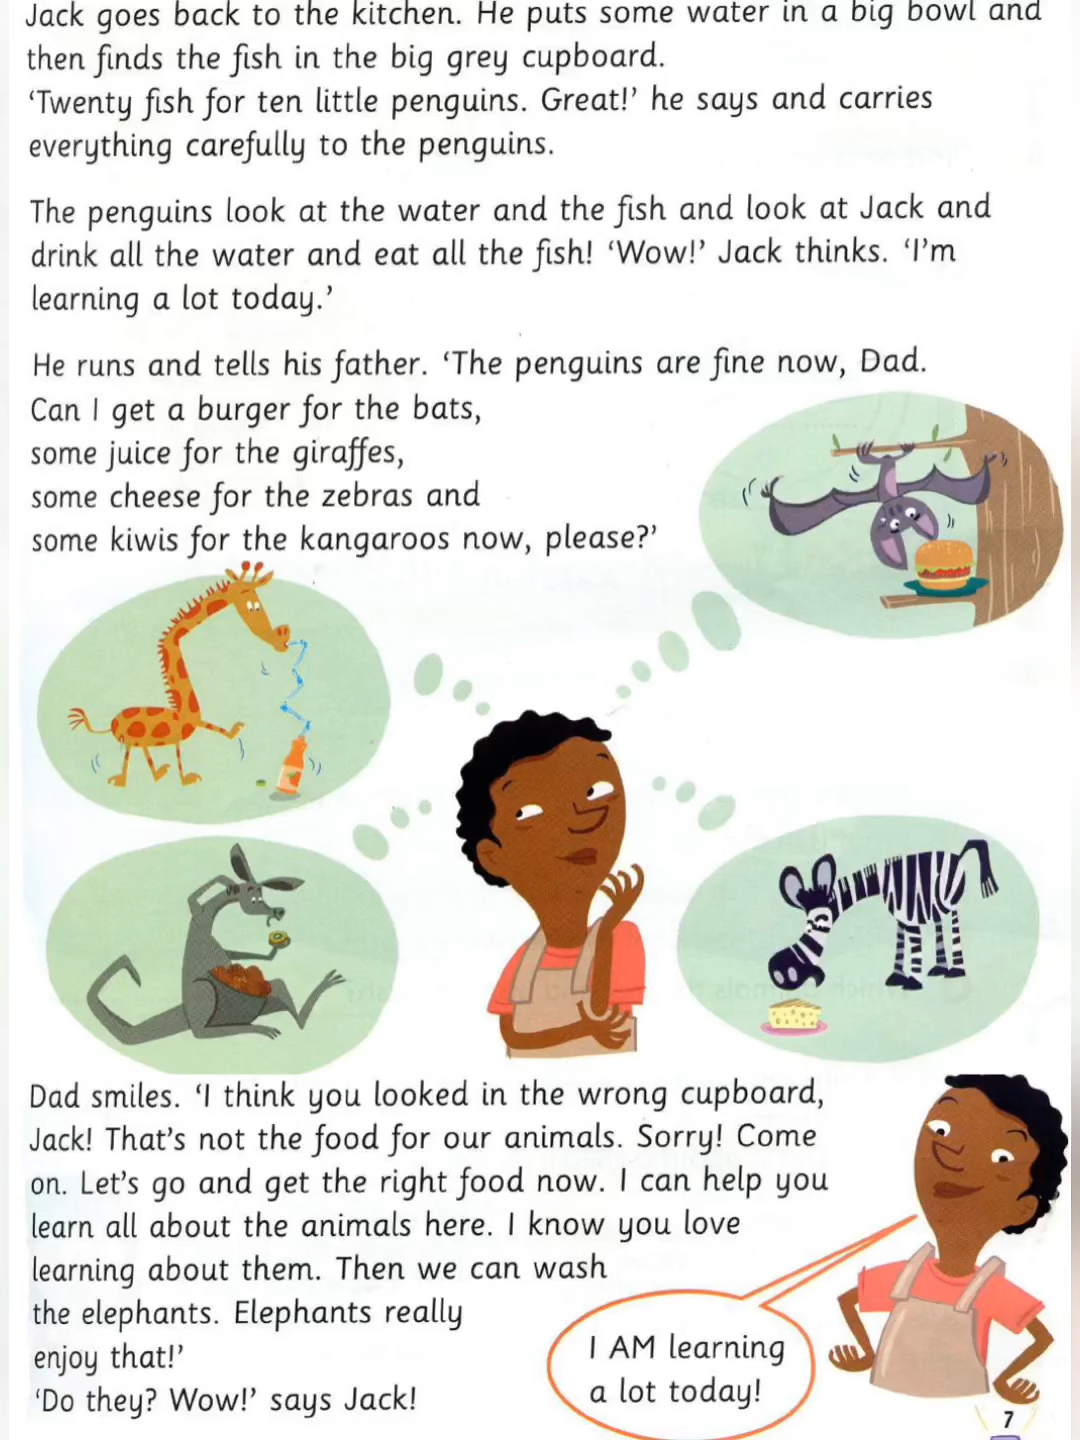 Jack goes back to the kitchen. He puts some water in a big bowl and
then finds the fish in the big grey cupboard.
‘Twenty fish for ten little penguins. Great!’ he says and carries
everything carefully to the penguins.
The penguins look at the water and the fish and look at Jack and
drink all the water and eat all the fish! ‘Wow!’ Jack thinks. ‘I’m
learning a lot today.’
He runs and tells his father. ‘The penguins are fine now, Dad.
Can I get a burger for the bats,
some juice for the giraffes,
some cheese for the zebras and
some kiwis for the kangaroos now, please?’
Dad smiles. ‘I think you looked in the wrong cupboard,
Jack! That’s not the food for our animals. Sorry! Come
on. Let’s go and get the right food now. I can help you
learn all about the animals here. I know you love
learning about them. Then we can wash
the elephants. Elephants really
enjoy that!’
‘Do they? Wow!’ says Jack!
I AM learning
a lot today!
7